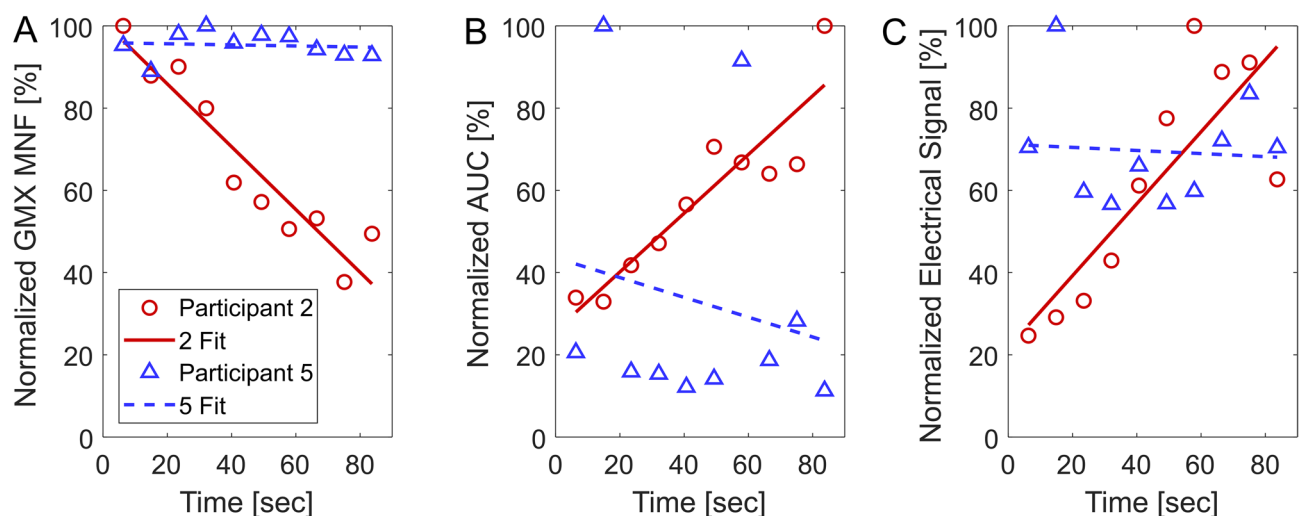 A
Normalized GMX MNF [%]
100
80
60
40
20
0
0 20 40 60 80
Time [sec]
Participant 2
2 Fit
Participant 5
5 Fit
B
Normalized AUC [%]
100
80
60
40
20
0
0 20 40 60 80
Time [sec]
C
Normalized Electrical Signal [%]
100
80
60
40
20
0
0 20 40 60 80
Time [sec]